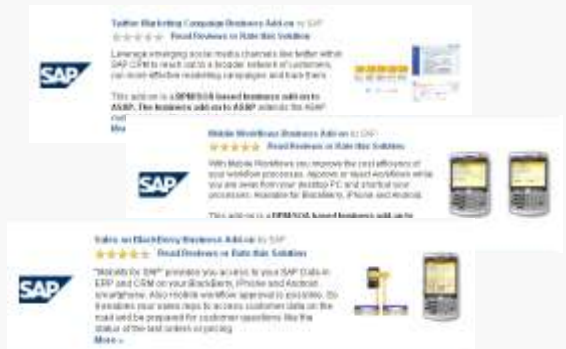 Twitter Marketing Campaign Business Add-on by SAP
Read Reviews or Rate this Solution
Leverage emerging social media channels like twitter within
SAP CRM to reach out to a broader network of customers,
run more effective marketing campaigns and track them.
This add-on is a BPM/SOA based business add-on to
ASAP. The business add-on to ASAP extends the ASAP
SAP
Mobile Workflows Business Add-on by SAP
Read Reviews or Rate this Solution
With Mobile Workflows you improve the cost efficiency of
your workflow processes. Approve or reject workflows while
you are away from your desktop PC and shortcut your
processes. Available for BlackBerry, iPhone and Android.
This add-on is a BPM/SOA based business add-on to
SAP
Sales on BlackBerry Business Add-on by SAP
Read Reviews or Rate this Solution
for SAP" provides you access to your SAP Data in
ERP and CRM on your BlackBerry, iPhone and Android
smartphone. Also mobile workflow approval is possible. So
it enables your sales reps to access customer data on the
road and be prepared for customer questions like the
status of the last orders or pricing.
More »
SAP